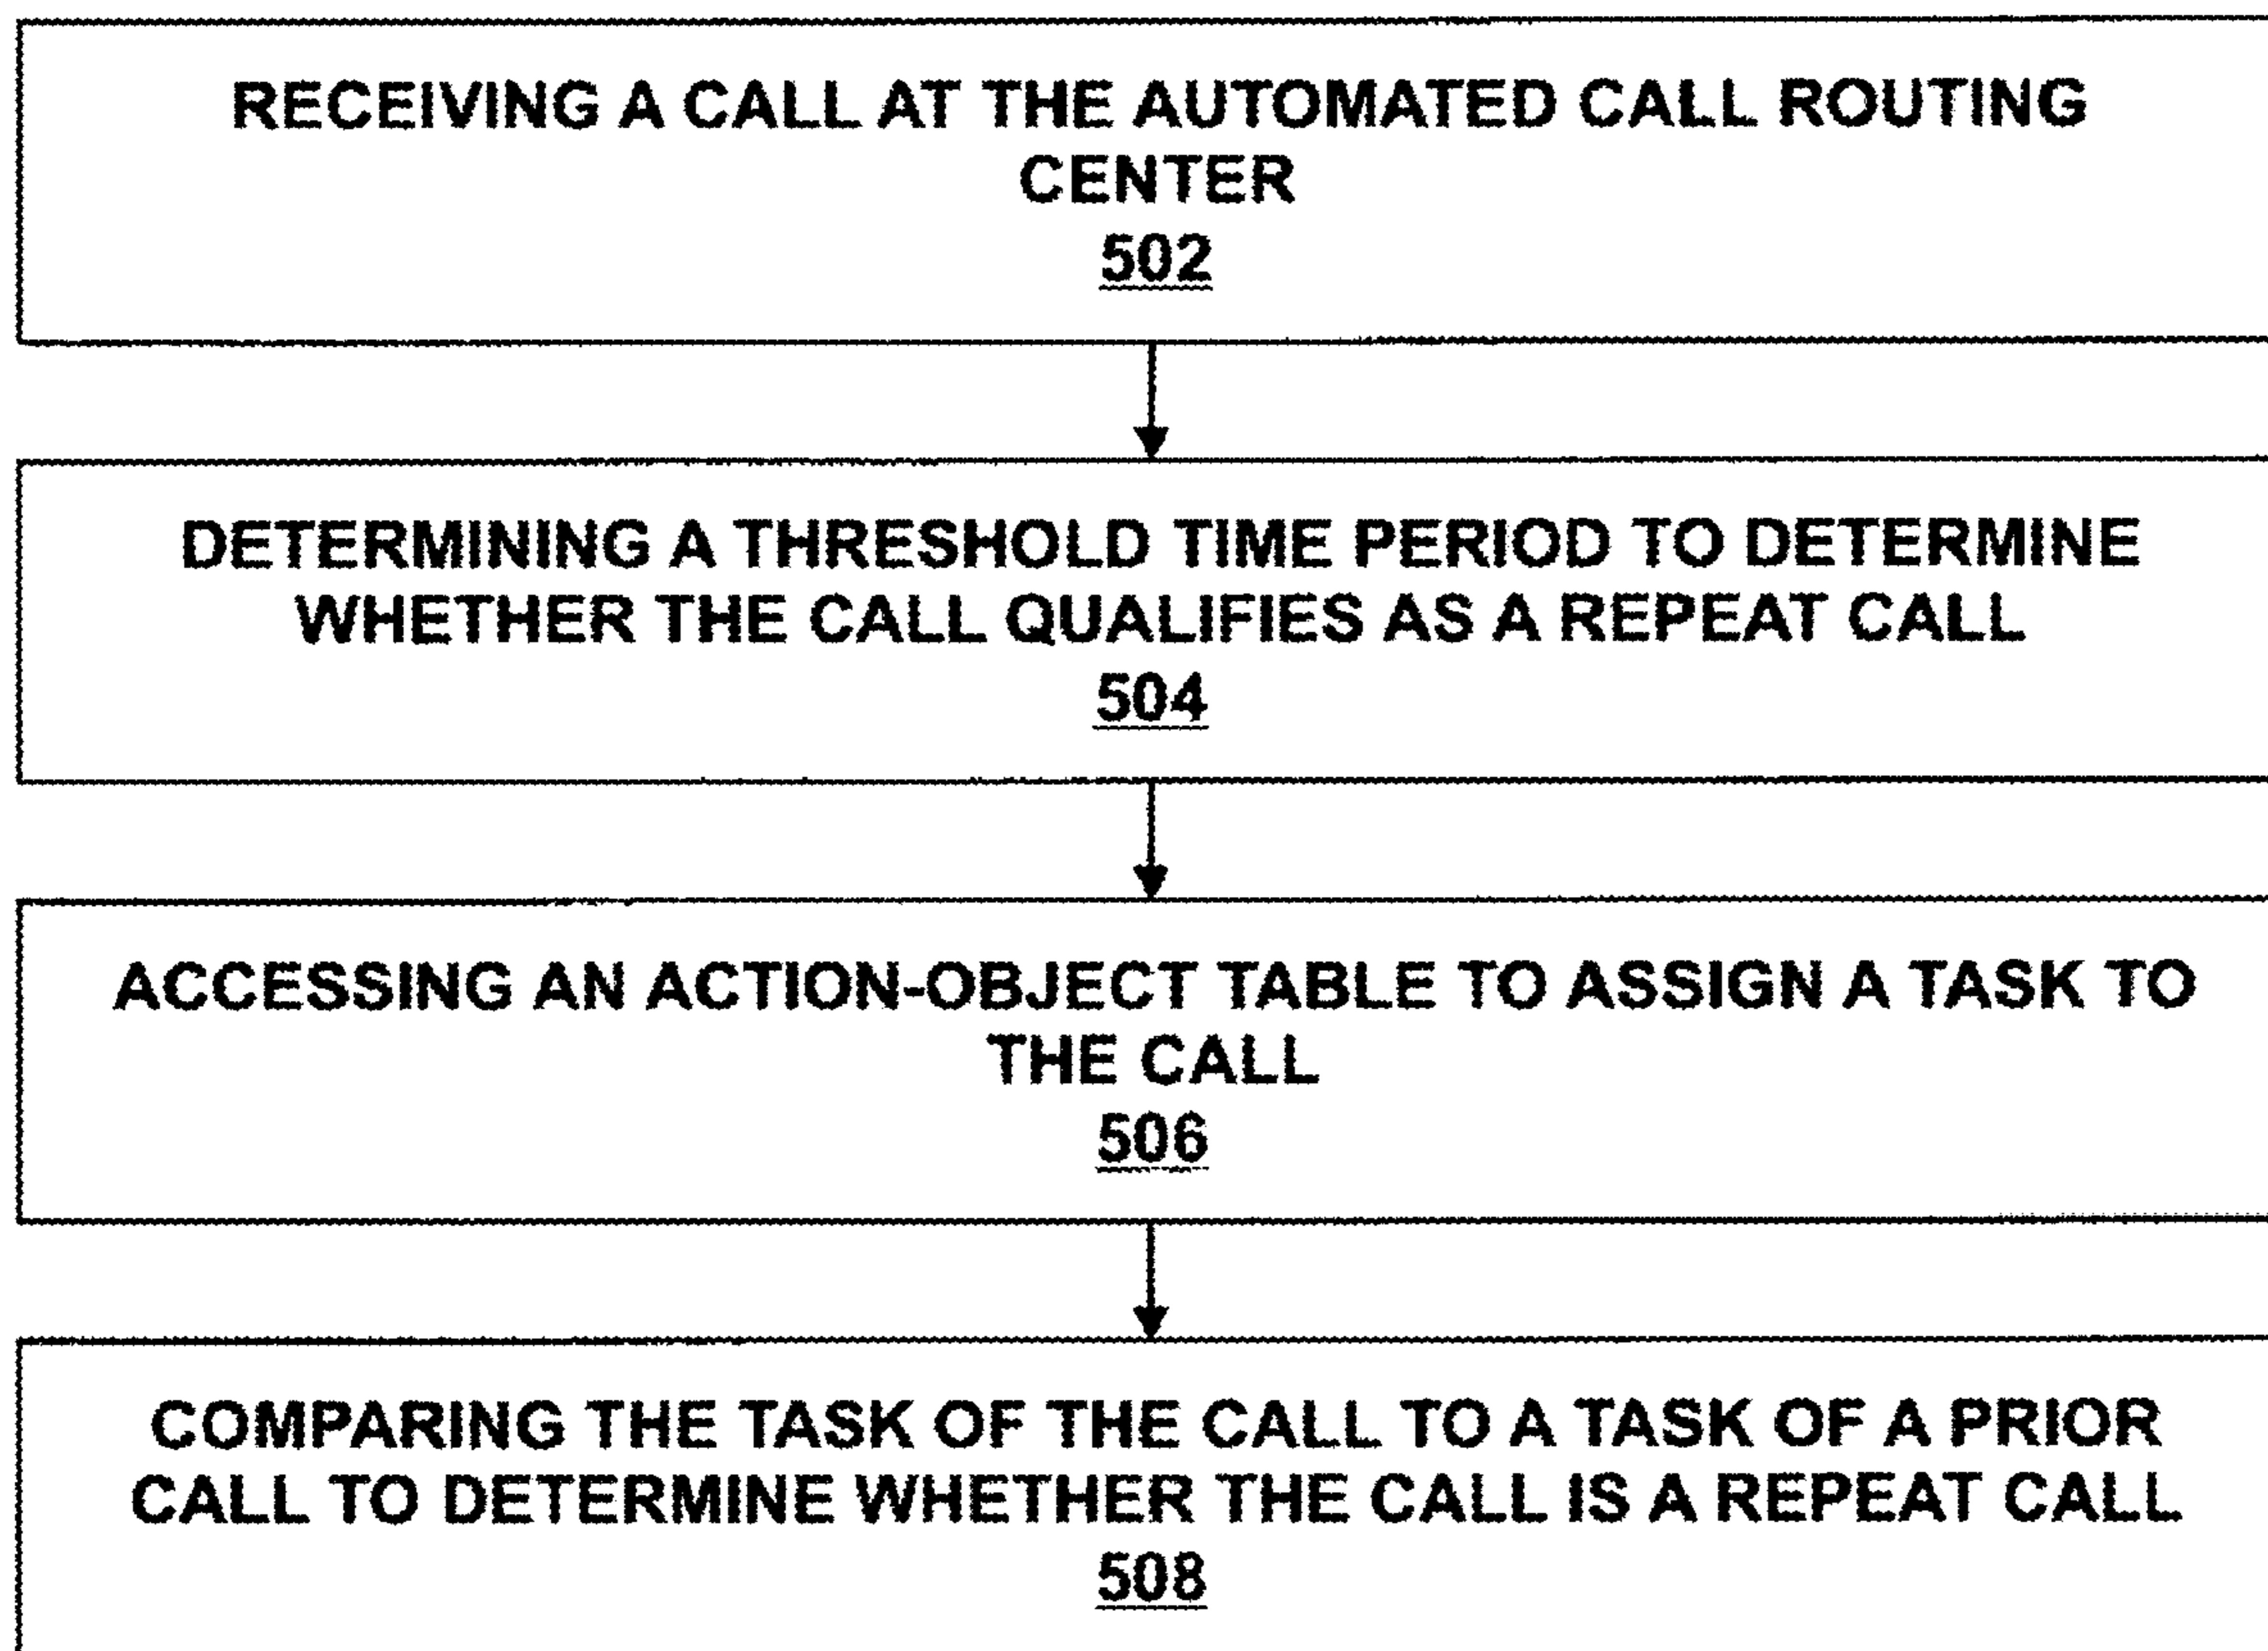 RECEIVING A CALL AT THE AUTOMATED CALL ROUTING
CENTER
502
DETERMINING A THRESHOLD TIME PERIOD TO DETERMINE
WHETHER THE CALL QUALIFIES AS A REPEAT CALL
504
ACCESSING AN ACTION-OBJECT TABLE TO ASSIGN A TASK TO
THE CALL
506
COMPARING THE TASK OF THE CALL TO A TASK OF A PRIOR
CALL TO DETERMINE WHETHER THE CALL IS A REPEAT CALL
508